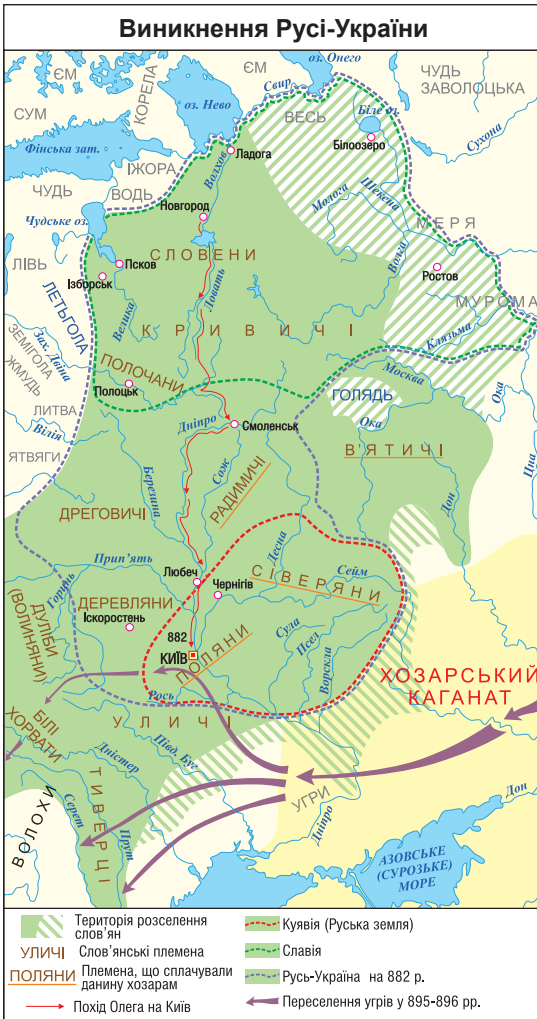 Виникнення Русі-України
ЄМ
ЄМ
оз. Онего
ЧУДЬ
ЗАВОЛОЦЬКА
КОРЕЛА
оз. Нево
Свир
СУМ
ВЕСЬ
Біле оз.
Білоозеро
Сухона
Фінська зат.
Ладога
ІЖОРА
Волхов
ЧУДЬ
ВОДЬ
Молога
Шексна
Новгород
МЕРЯ
Чудське оз.
СЛОВЕНИ
Волга
ЛІВЬ
Псков
Ростов
Ізборськ
Ловать
ЛЕТЬГОЛА
Велика
МУРОМА
КРИВИЧІ
Клязьма
ЗЕМІГОЛА
Зах. Двіна
ПОЛОЧАНИ
Москва
ЖМУДЬ
Полоцьк
ГОЛЯДЬ
Ока
ЛИТВА
Дніпро
Смоленськ
Ока
Вілія
В'ЯТИЧІ
Цна
ЯТВЯГИ
Березина
Сож
РАДИМИЧІ
Дон
ДРЕГОВИЧІ
Десна
Прип'ять
Любеч
СІВЕРЯНИ
Сейм
Горинь
Чернігів
ДЕРЕВЛЯНИ
ДУЛІБИ
(ВОЛИНЯНИ)
Іскоростень
882
Сула
Псел
КИЇВ
ПОЛЯНИ
Ворскла
ХОЗАРСЬКИЙ
КАГАНАТ
Рось
УЛИЧІ
БІЛІ
ХОРВАТИ
Дністер
Півд. Буг
ТИВЕРЦІ
УГРИ
Дон
ВОЛОХИ
Серет
Прут
Дніпро
АЗОВСЬКЕ
(СУРОЗЬКЕ)
МОРЕ
Територія розселення
слов'ян
УЛИЧІ Слов'янські племена
ПОЛЯНИ Племена, що сплачували
данину хозарам
Похід Олега на Київ
Куявія (Руська земля)
Славія
Русь-Україна на 882 р.
Переселення угрів у 895-896 рр.